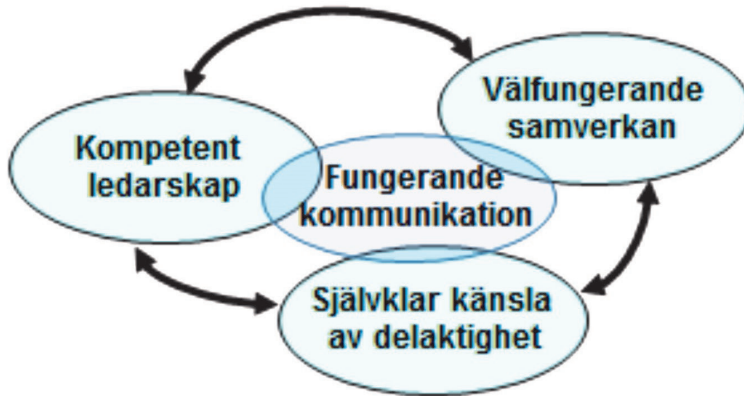 Välfungerande
samverkan
Kompetent
ledarskap
Fungerande
kommunikation
Självklar känsla
av delaktighet